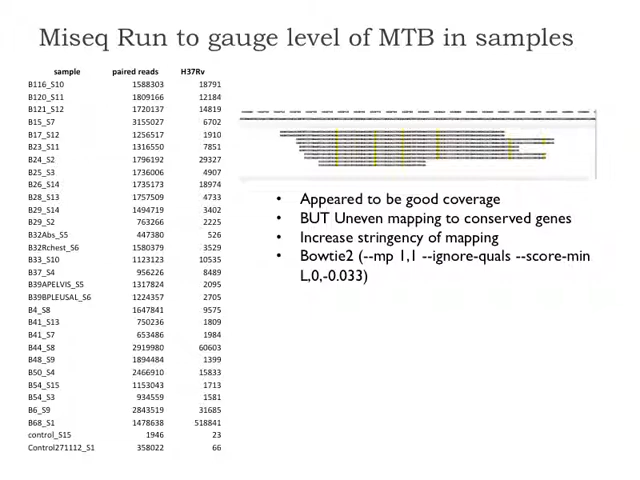 Miseq Run to gauge level of MTB in samples
sample paired reads H37Rv
B116_S10 1588303 18791
B120_S11 1809166 12184
B121_S12 1720137 14819
B15_S7 3155027 6702
B17_S12 1256517 1910
B23_S11 1316550 7851
B24_S2 1796192 29327
B25_S3 1736006 4907
B26_S14 1735173 18974
B28_S13 1757509 4733
B29_S14 1494719 3402
B29_S2 763266 2225
B32Abs_S5 447380 526
B32Rchest_S6 1580379 3529
B33_S10 1123123 10535
B37_S4 956226 8489
B39APELVIS_S5 1317824 2095
B39BPLEUSAL_S6 1224357 2705
B4_S8 1647841 9575
B41_S13 750236 1809
B41_S7 653486 1984
B44_S8 2919980 60603
B48_S9 1894484 1399
B50_S4 2466910 15833
B54_S15 1153043 1713
B54_S3 934559 1581
B6_S9 2843519 31685
B68_S1 1478638 518841
control_S15 1946 23
Control271112_S1 358022 66
• Appeared to be good coverage
• BUT Uneven mapping to conserved genes
• Increase stringency of mapping
• Bowtie2 (--mp 1,1 --ignore-quals --score-min
L,0,-0.033)